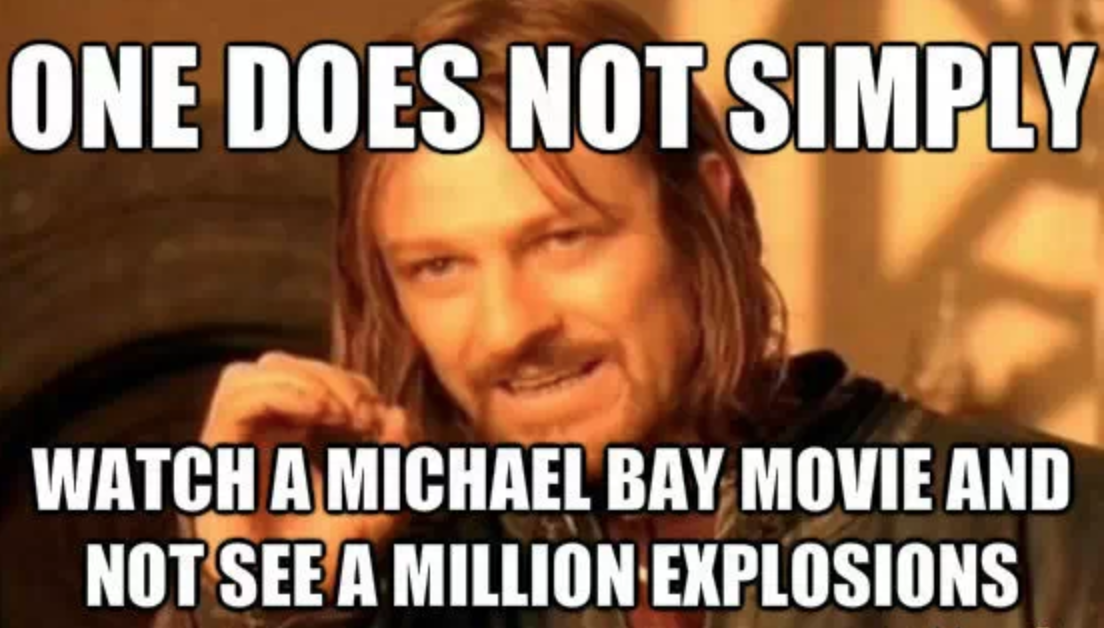 ONE DOES NOT SIMPLY
WATCH A MICHAEL BAY MOVIE AND
NOT SEE A MILLION EXPLOSIONS